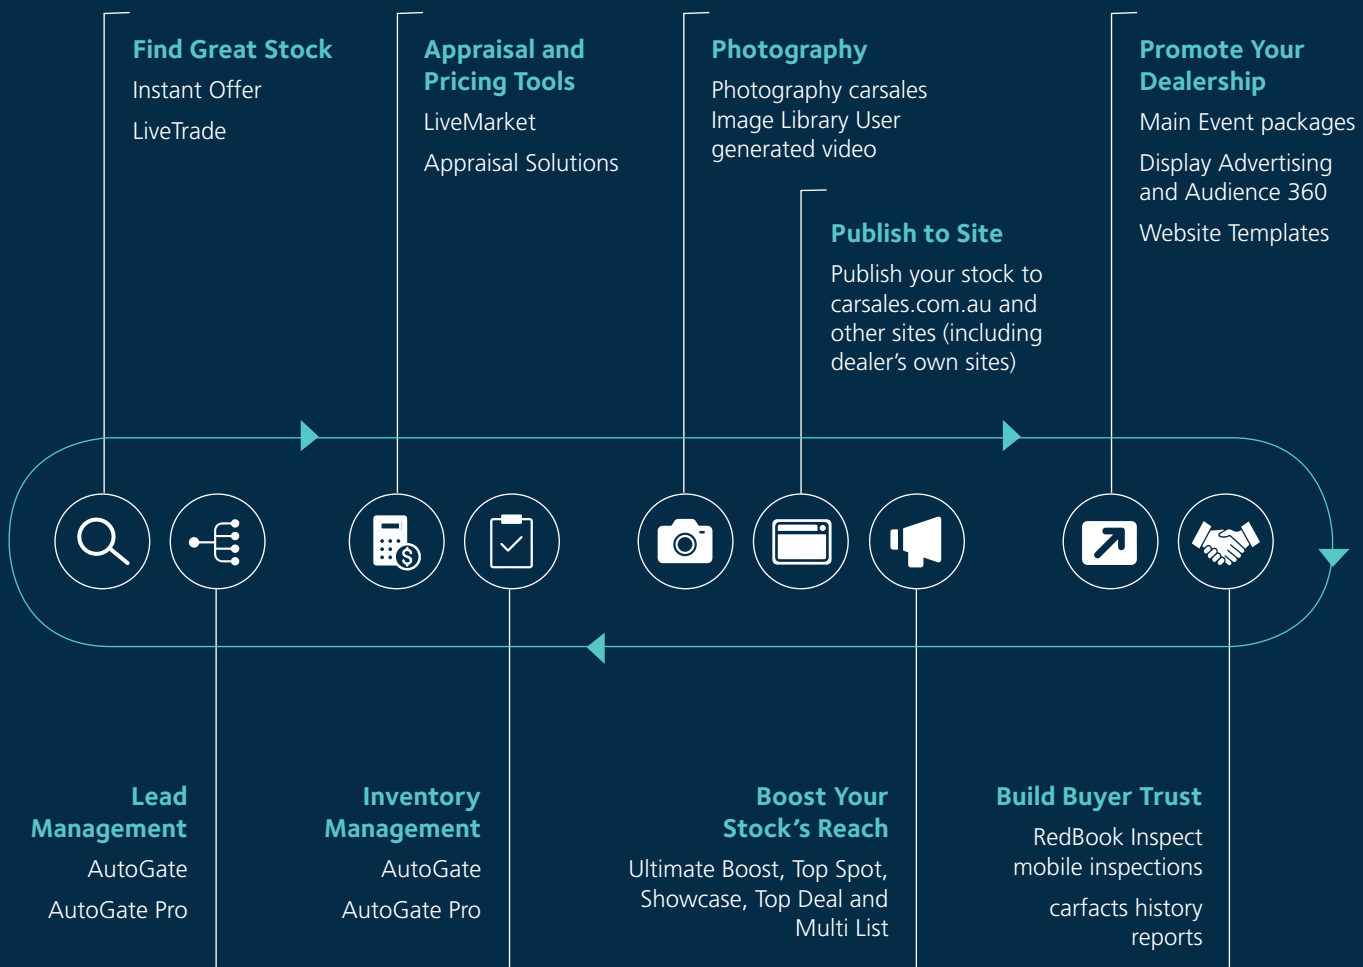 Find Great Stock
Instant Offer
LiveTrade
Appraisal and
Pricing Tools
LiveMarket
Appraisal Solutions
Photography
Photography carsales
Image Library User
generated video
Publish to Site
Publish your stock to
carsales.com.au and
other sites (including
dealer's own sites)
Promote Your
Dealership
Main Event packages
Display Advertising
and Audience 360
Website Templates
$
Lead
Management
AutoGate
AutoGate Pro
Inventory
Management
AutoGate
AutoGate Pro
Boost Your
Stock's Reach
Ultimate Boost, Top Spot,
Showcase, Top Deal and
Multi List
Build Buyer Trust
RedBook Inspect
mobile inspections
carfacts history
reports